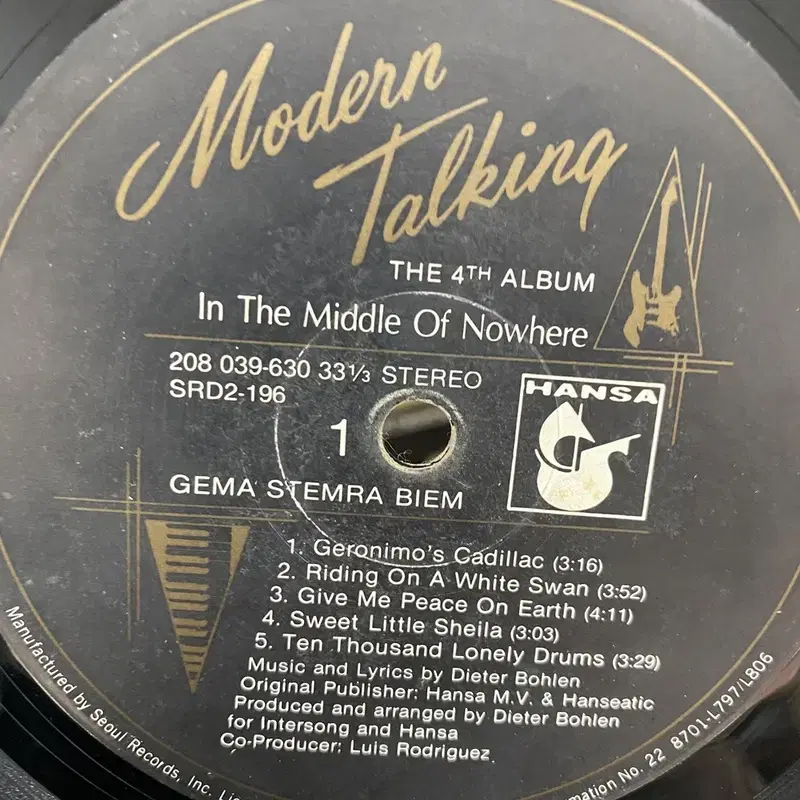 Modern
Talking
THE 4TH ALBUM
In The Middle Of Nowhere
208 039-630 33⅓ STEREO
SRD2-196
HANSA
1
GEMA STEMRA BIEM
1. Geronimo's Cadillac (3:16)
2. Riding On A White Swan (3:52)
3. Give Me Peace On Earth (4:11)
4. Sweet Little Sheila (3:03)
5. Ten Thousand Lonely Drums (3:29)
Music and Lyrics by Dieter Bohlen
Original Publisher: Hansa M.V. & Hanseatic
Produced and arranged by Dieter Bohlen
for Intersong and Hansa
Co-Producer: Luis Rodriguez
Manufactured by Seoul Records, Inc.
No. 22 8701-L797/L806